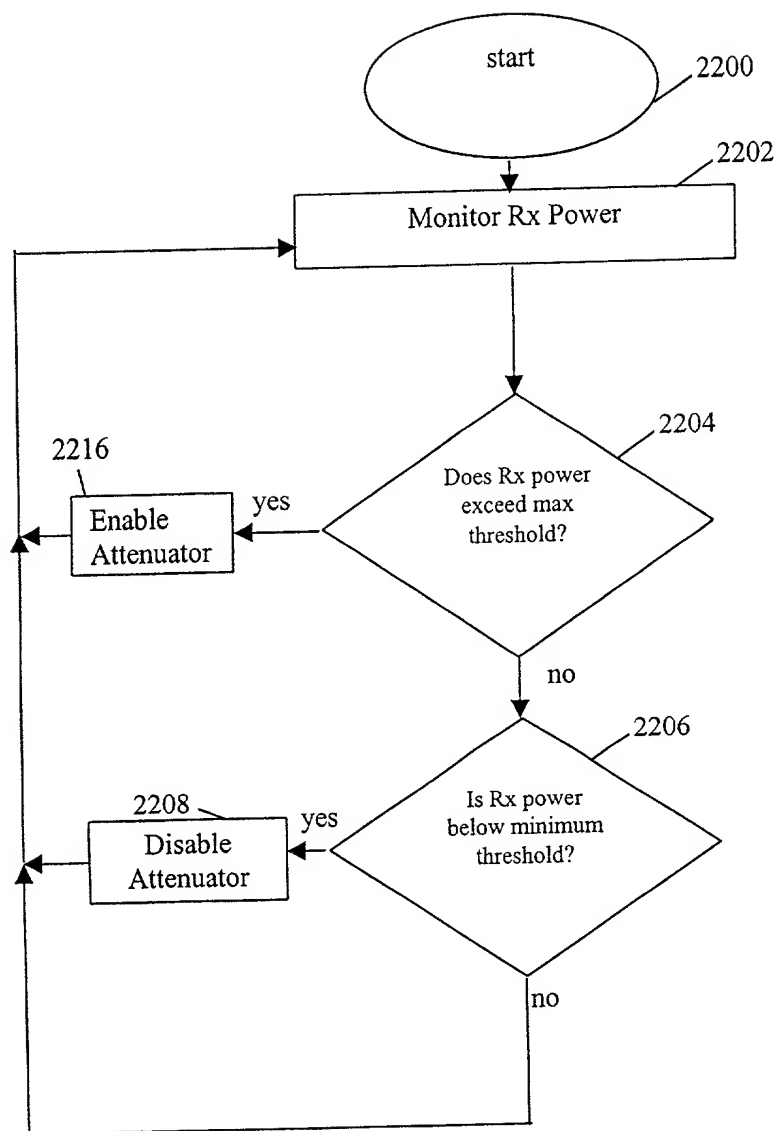 start
2200
2202
Monitor Rx Power
2204
Does Rx power
exceed max
threshold?
2216
yes
Enable
Attenuator
no
2206
Is Rx power
below minimum
threshold?
2208
yes
Disable
Attenuator
no